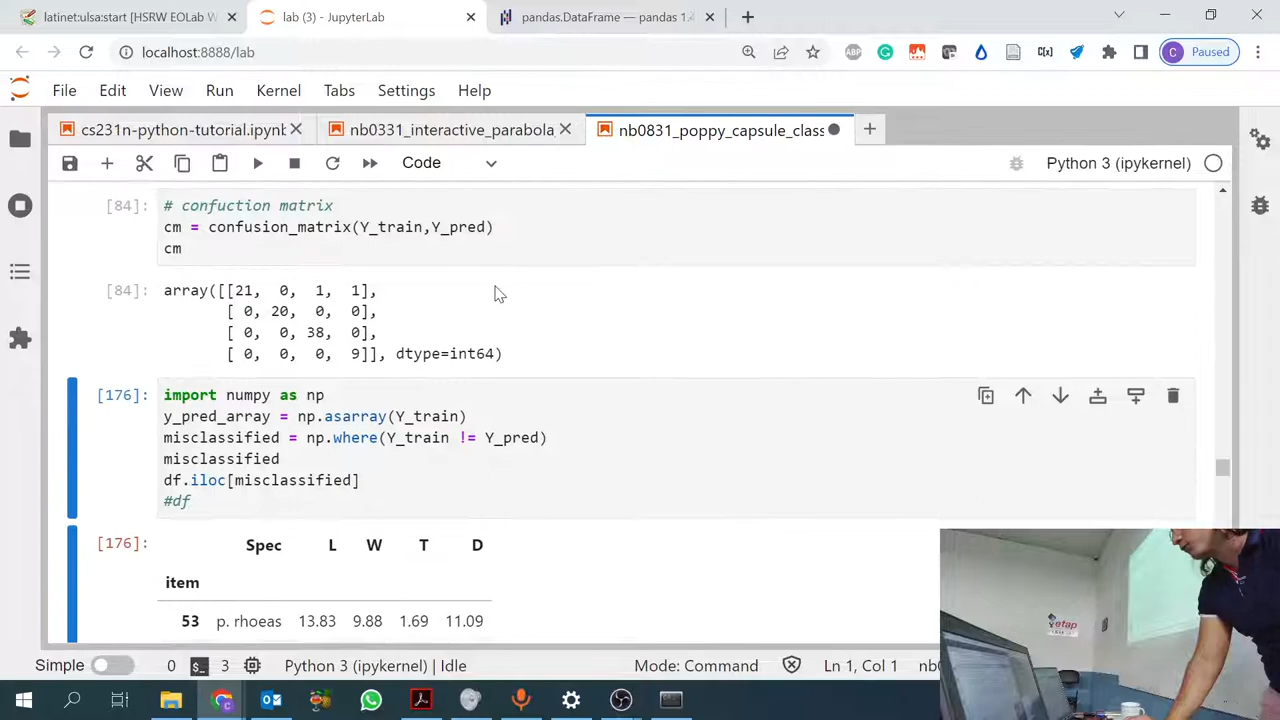 latinet:ulsa:start [HSRW EOLab W
lab (3) - JupyterLab
pandas.DataFrame — pandas 1.4
localhost:8888/lab
ABP
C[x]
C
Paused
File Edit View Run Kernel Tabs Settings Help
cs231n-python-tutorial.ipynb
nb0331_interactive_parabola
nb0831_poppy_capsule_class
Code
Python 3 (ipykernel)
[84]:
# confuction matrix
cm = confusion_matrix(Y_train,Y_pred)
cm
[84]:
array([[21, 0, 1, 1],
[ 0, 20, 0, 0],
[ 0, 0, 38, 0],
[ 0, 0, 0, 9]], dtype=int64)
[176]:
import numpy as np
y_pred_array = np.asarray(Y_train)
misclassified = np.where(Y_train != Y_pred)
misclassified
df.iloc[misclassified]
#df
[176]:
Spec L W T D
item
53 p. rhoeas 13.83 9.88 1.69 11.09
etap
Simple 0 3 Python 3 (ipykernel) | Idle Mode: Command Ln 1, Col 1 nb0